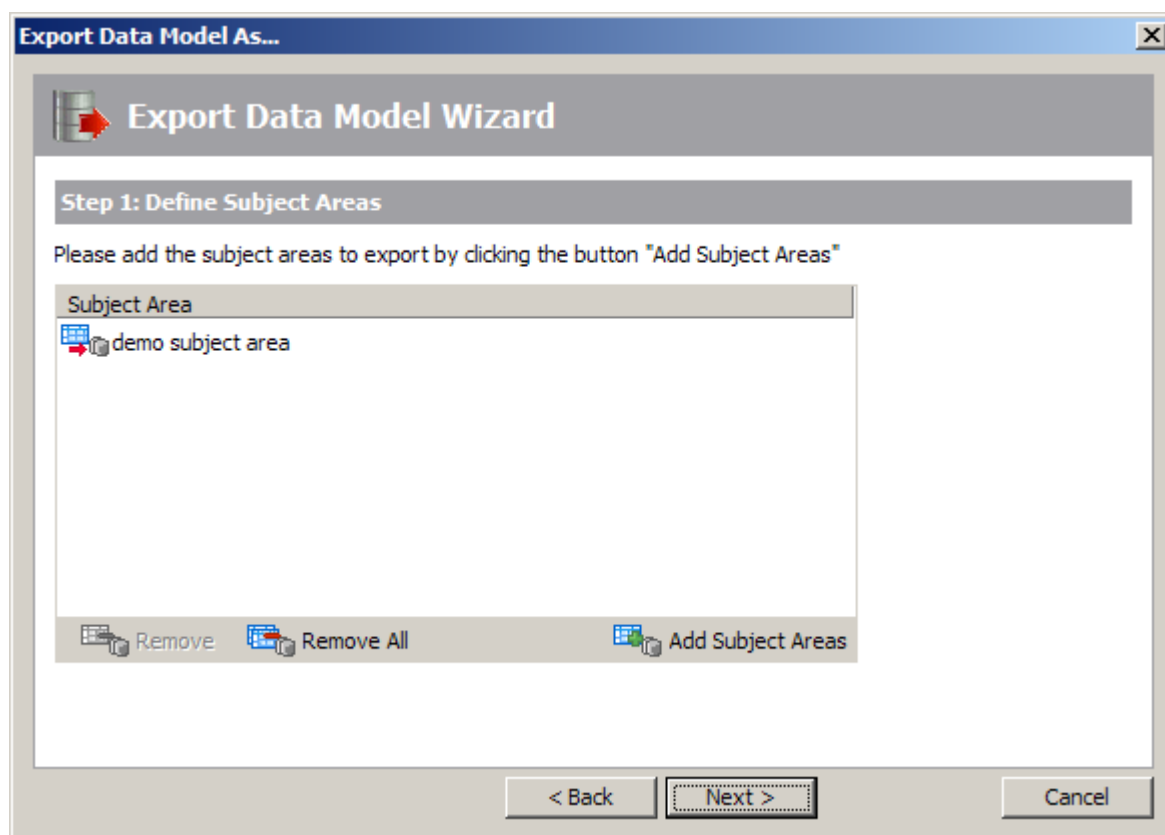 Export Data Model As...
Export Data Model Wizard
Step 1: Define Subject Areas
Please add the subject areas to export by clicking the button "Add Subject Areas"
Subject Area
demo subject area
Remove Remove All Add Subject Areas
< Back Next > Cancel